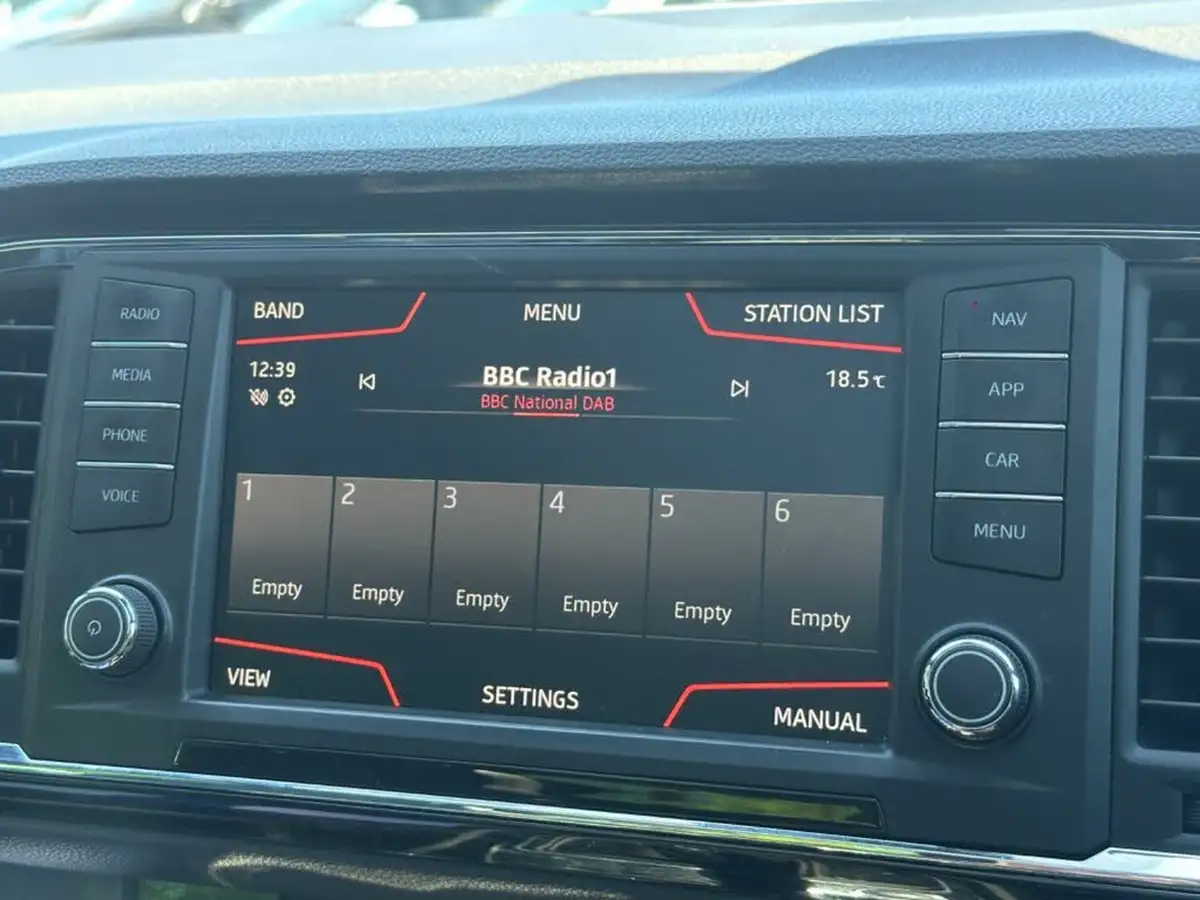 RADIO
MEDIA
PHONE
VOICE
BAND
MENU
STATION LIST
12:39
BBC Radio1
18.5°C
BBC National DAB
1
2
3
4
5
6
Empty
Empty
Empty
Empty
Empty
Empty
VIEW
SETTINGS
MANUAL
NAV
APP
CAR
MENU